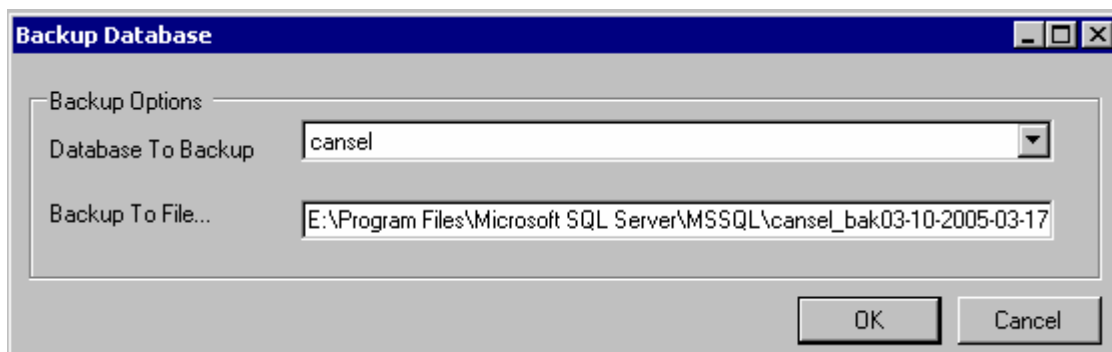 Backup Database
Backup Options
Database To Backup
cansel
Backup To File...
E:\Program Files\Microsoft SQL Server\MSSQL\cansel_bak03-10-2005-03-17
OK
Cancel